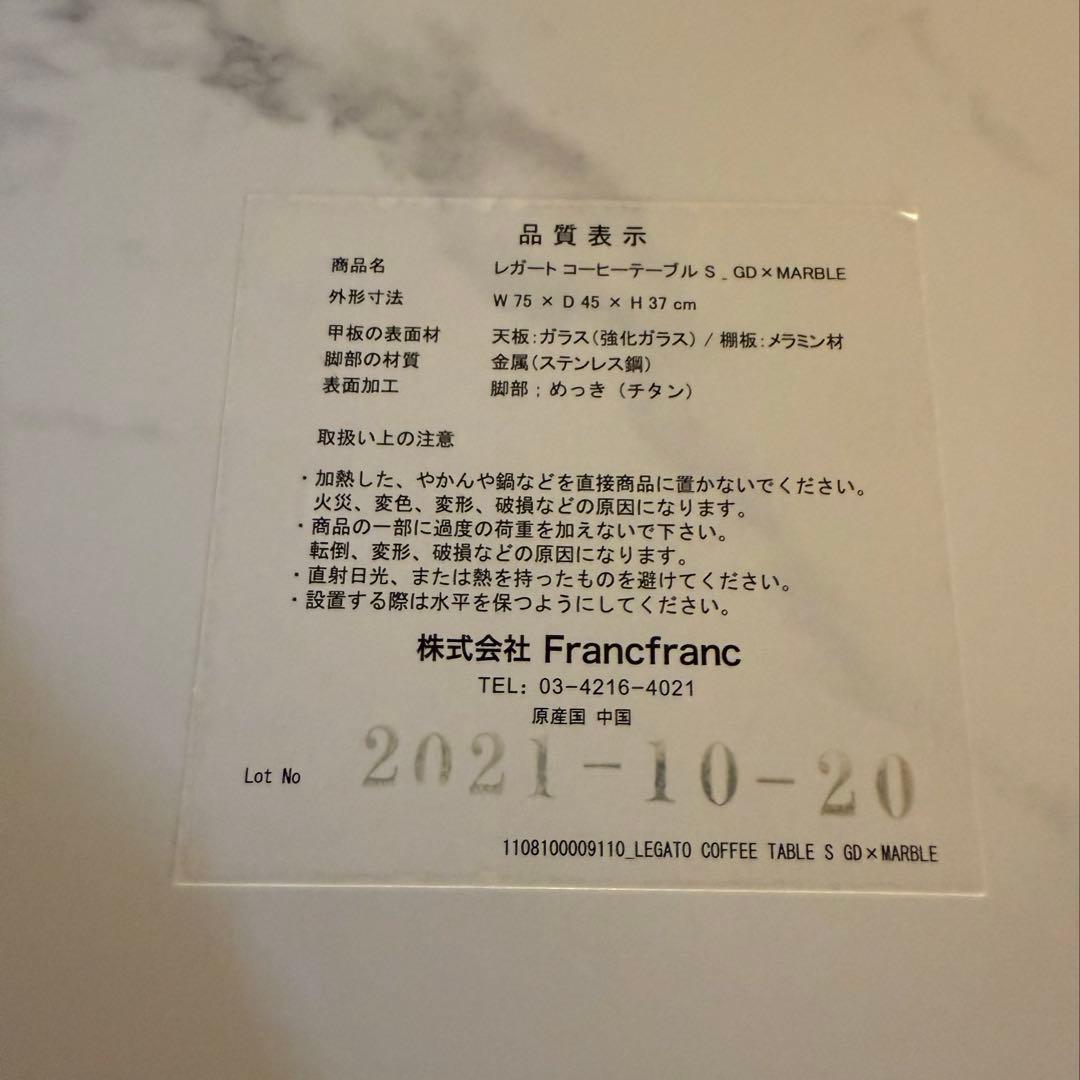 品質表示
商品名 レガート コーヒーテーブル S _ GD×MARBLE
外形寸法 W 75 × D 45 × H 37 cm
甲板の表面材 天板:ガラス(強化ガラス) / 棚板:メラミン材
脚部の材質 金属(ステンレス鋼)
表面加工 脚部;めっき (チタン)
取扱い上の注意
・加熱した、やかんや鍋などを直接商品に置かないでください。
火災、変色、変形、破損などの原因になります。
・商品の一部に過度の荷重を加えないで下さい。
転倒、変形、破損などの原因になります。
・直射日光、または熱を持ったものを避けてください。
・設置する際は水平を保つようにしてください。
株式会社 Francfranc
TEL: 03-4216-4021
原産国 中国
Lot No 2021-10-20
1108100009110_LEGATO COFFEE TABLE S GD×MARBLE